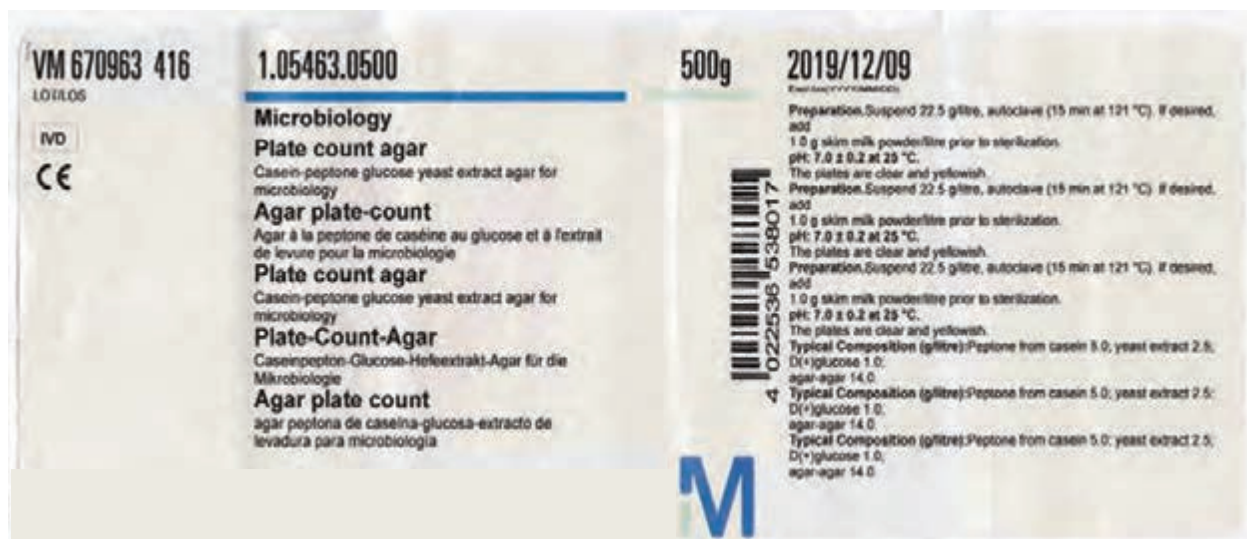 VM 670963 416
LOT/LOS
IVD
CE
1.05463.0500
Microbiology
Plate count agar
Casein-peptone glucose yeast extract agar for
microbiology
Agar plate-count
Agar à la peptone de caséine au glucose et à l'extrait
de levure pour la microbiologie
Plate count agar
Casein-peptone glucose yeast extract agar for
microbiology
Plate-Count-Agar
Caseinpepton-Glucose-Hefeextrakt-Agar für die
Mikrobiologie
Agar plate count
agar peptona de caseína-glucosa-extracto de
levadura para microbiología
500g
4 022536 538017
M
2019/12/09
(YYYY/MM/DD)
Preparation.Suspend 22.5 g/litre, autoclave (15 min at 121 °C). If desired,
add
1.0 g skim milk powder/litre prior to sterilization.
pH: 7.0 ± 0.2 at 25 °C.
The plates are clear and yellowish.
Preparation.Suspend 22.5 g/litre, autoclave (15 min at 121 °C). If desired,
add
1.0 g skim milk powder/litre prior to sterilization.
pH: 7.0 ± 0.2 at 25 °C.
The plates are clear and yellowish.
Preparation.Suspend 22.5 g/litre, autoclave (15 min at 121 °C). If desired,
add
1.0 g skim milk powder/litre prior to sterilization.
pH: 7.0 ± 0.2 at 25 °C.
The plates are clear and yellowish.
Typical Composition (g/litre):Peptone from casein 5.0; yeast extract 2.5;
D(+)glucose 1.0;
agar-agar 14.0.
Typical Composition (g/litre):Peptone from casein 5.0; yeast extract 2.5;
D(+)glucose 1.0;
agar-agar 14.0.
Typical Composition (g/litre):Peptone from casein 5.0; yeast extract 2.5;
D(+)glucose 1.0;
agar-agar 14.0.